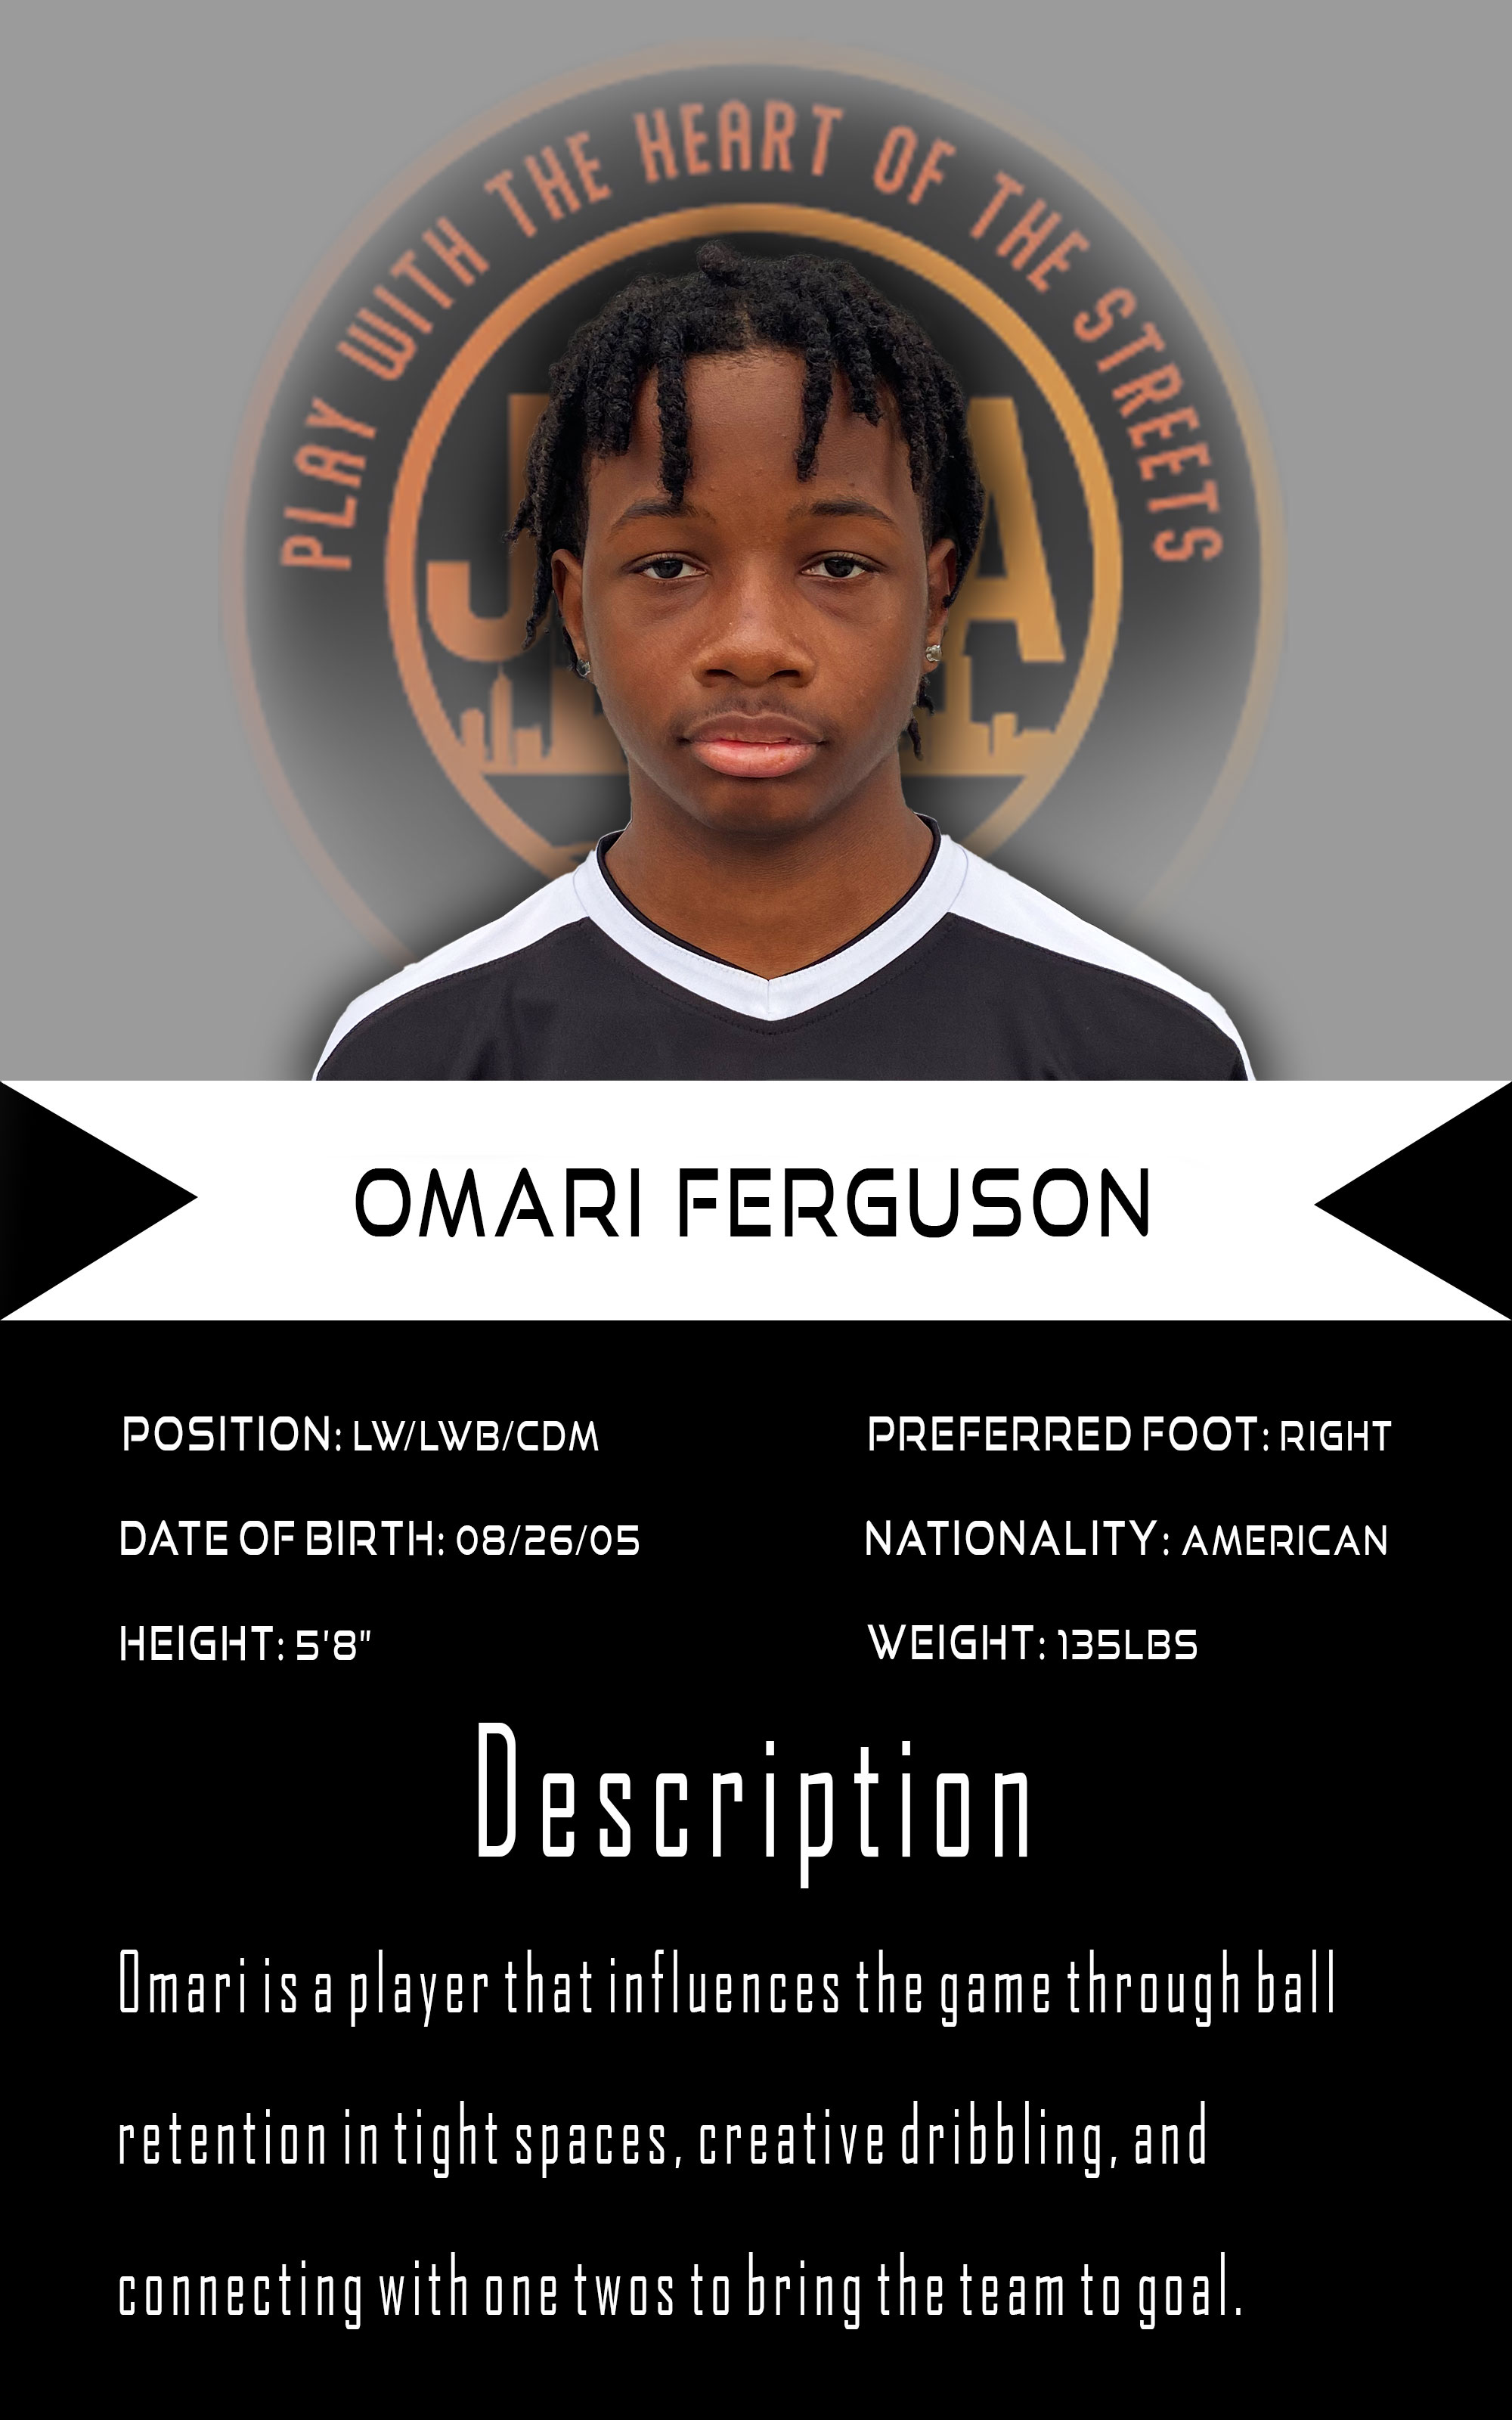 PLAY WITH THE HEART OF THE STREETS
OMARI FERGUSON
POSITION: LW/LWB/CDM
PREFERRED FOOT: RIGHT
DATE OF BIRTH: 08/26/05
NATIONALITY: AMERICAN
HEIGHT: 5'8"
WEIGHT: 135LBS
Description
Omari is a player that influences the game through ball
retention in tight spaces, creative dribbling, and
connecting with one twos to bring the team to goal.